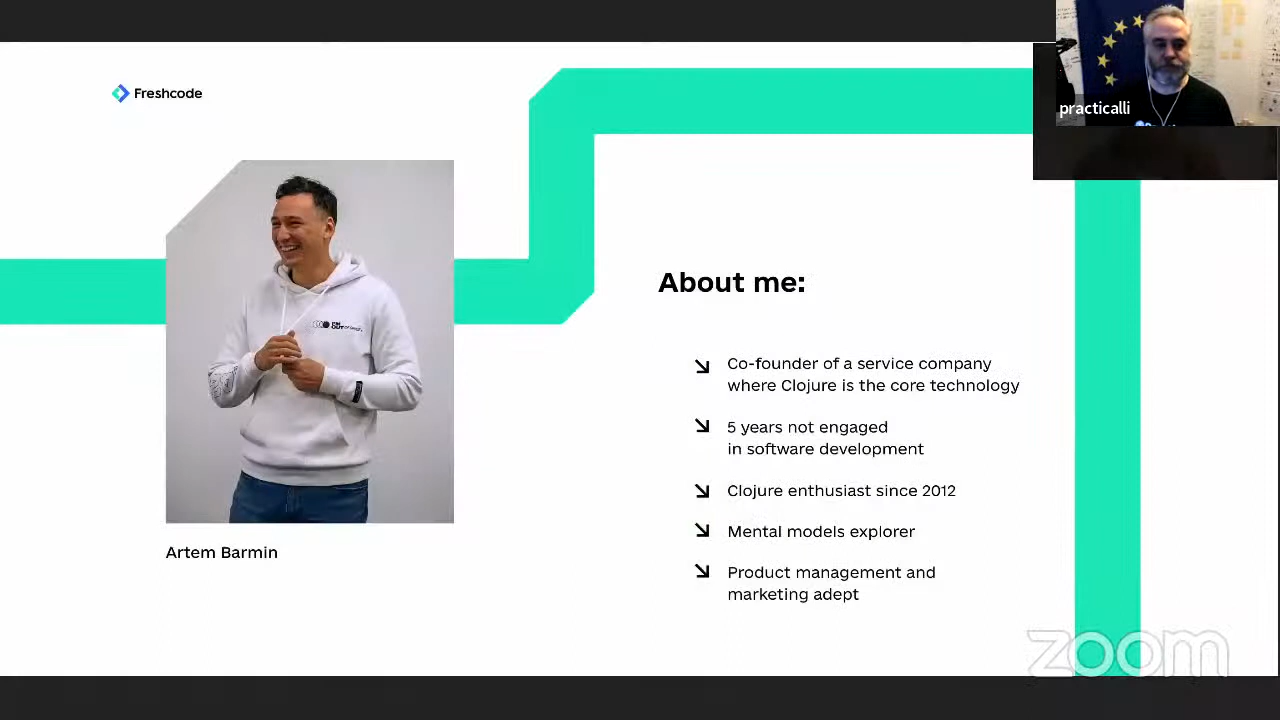 Freshcode
practicalli
About me:
Co-founder of a service company
where Clojure is the core technology
5 years not engaged
in software development
Clojure enthusiast since 2012
Mental models explorer
Product management and
marketing adept
Artem Barmin
zoom